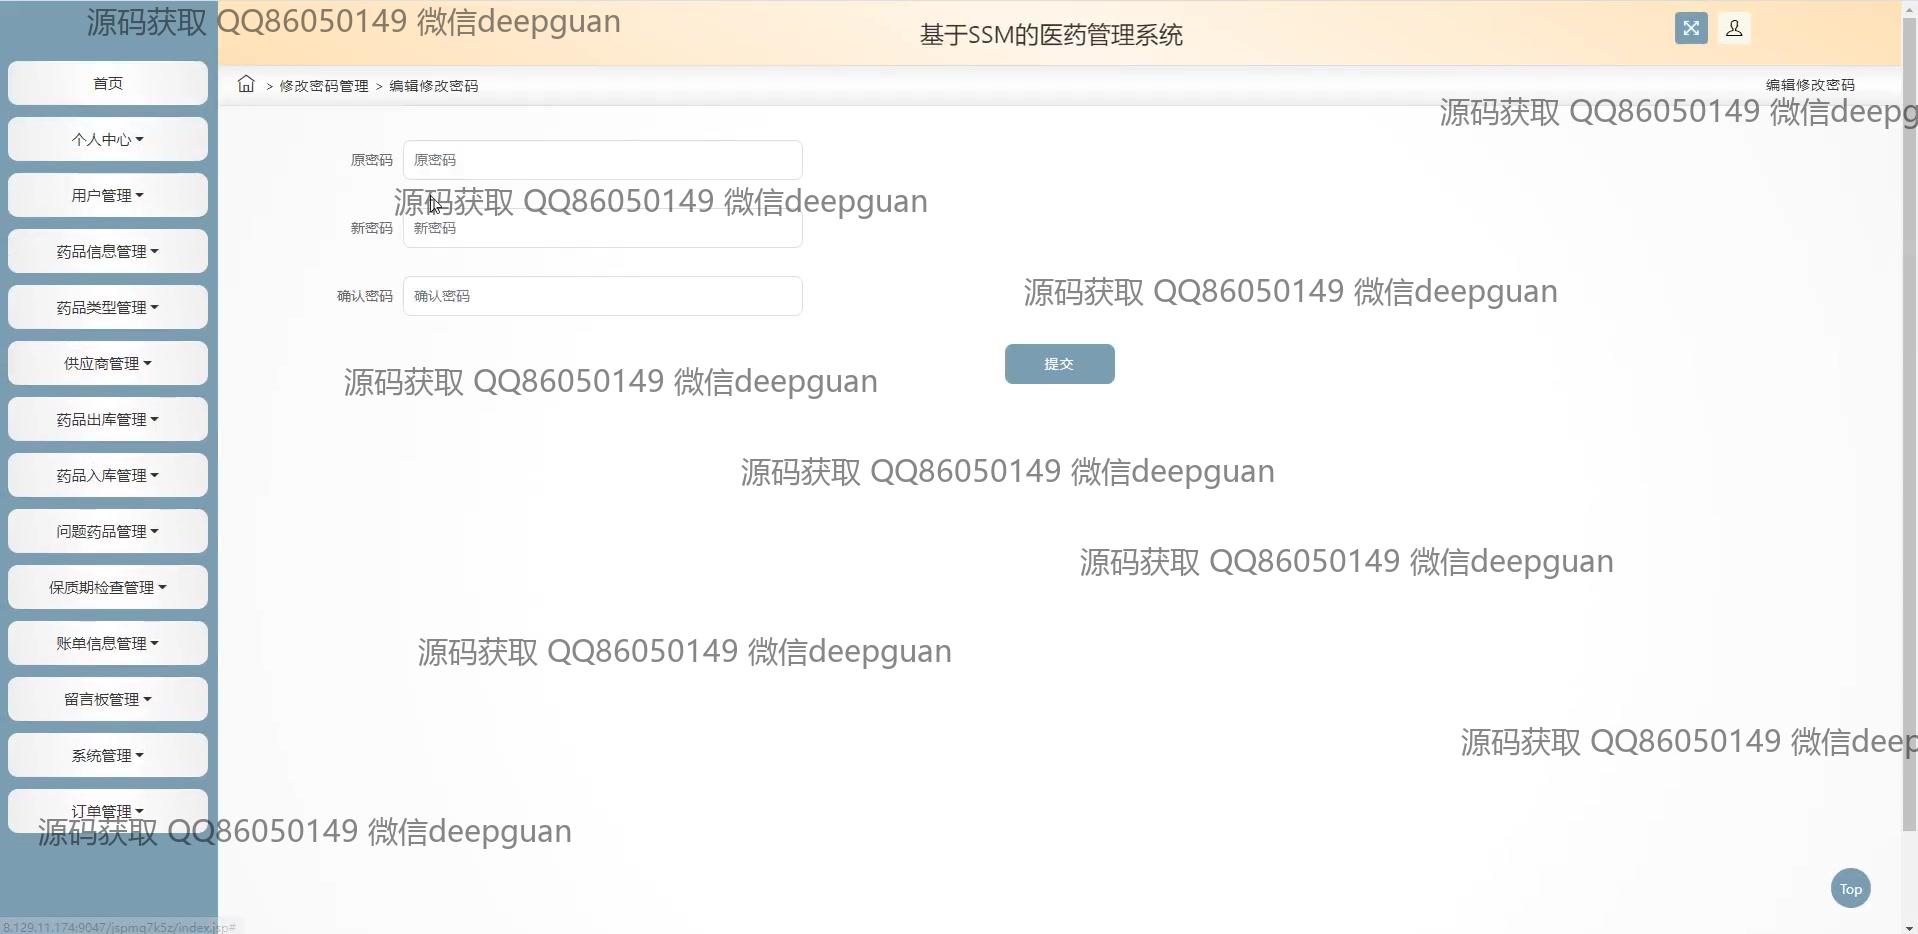 源码获取 QQ86050149 微信deepguan
基于SSM的医药管理系统
首页
> 修改密码管理 > 编辑修改密码
编辑修改密码
源码获取 QQ86050149 微信deepg
个人中心
原密码 原密码
用户管理
源码获取 QQ86050149 微信deepguan
新密码 新密码
药品信息管理
确认密码 确认密码
源码获取 QQ86050149 微信deepguan
药品类型管理
供应商管理
提交
源码获取 QQ86050149 微信deepguan
药品出库管理
药品入库管理
源码获取 QQ86050149 微信deepguan
问题药品管理
源码获取 QQ86050149 微信deepguan
保质期检查管理
账单信息管理
源码获取 QQ86050149 微信deepguan
留言板管理
系统管理
源码获取 QQ86050149 微信deep
订单管理
源码获取 QQ86050149 微信deepguan
Top
8.129.11.174:9047/jspmq7k5z/index.jsp#